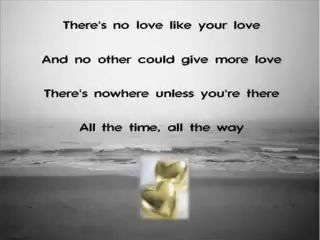 There's no love like your love
And no other could give more love
There's nowhere unless you're there
All the time, all the way